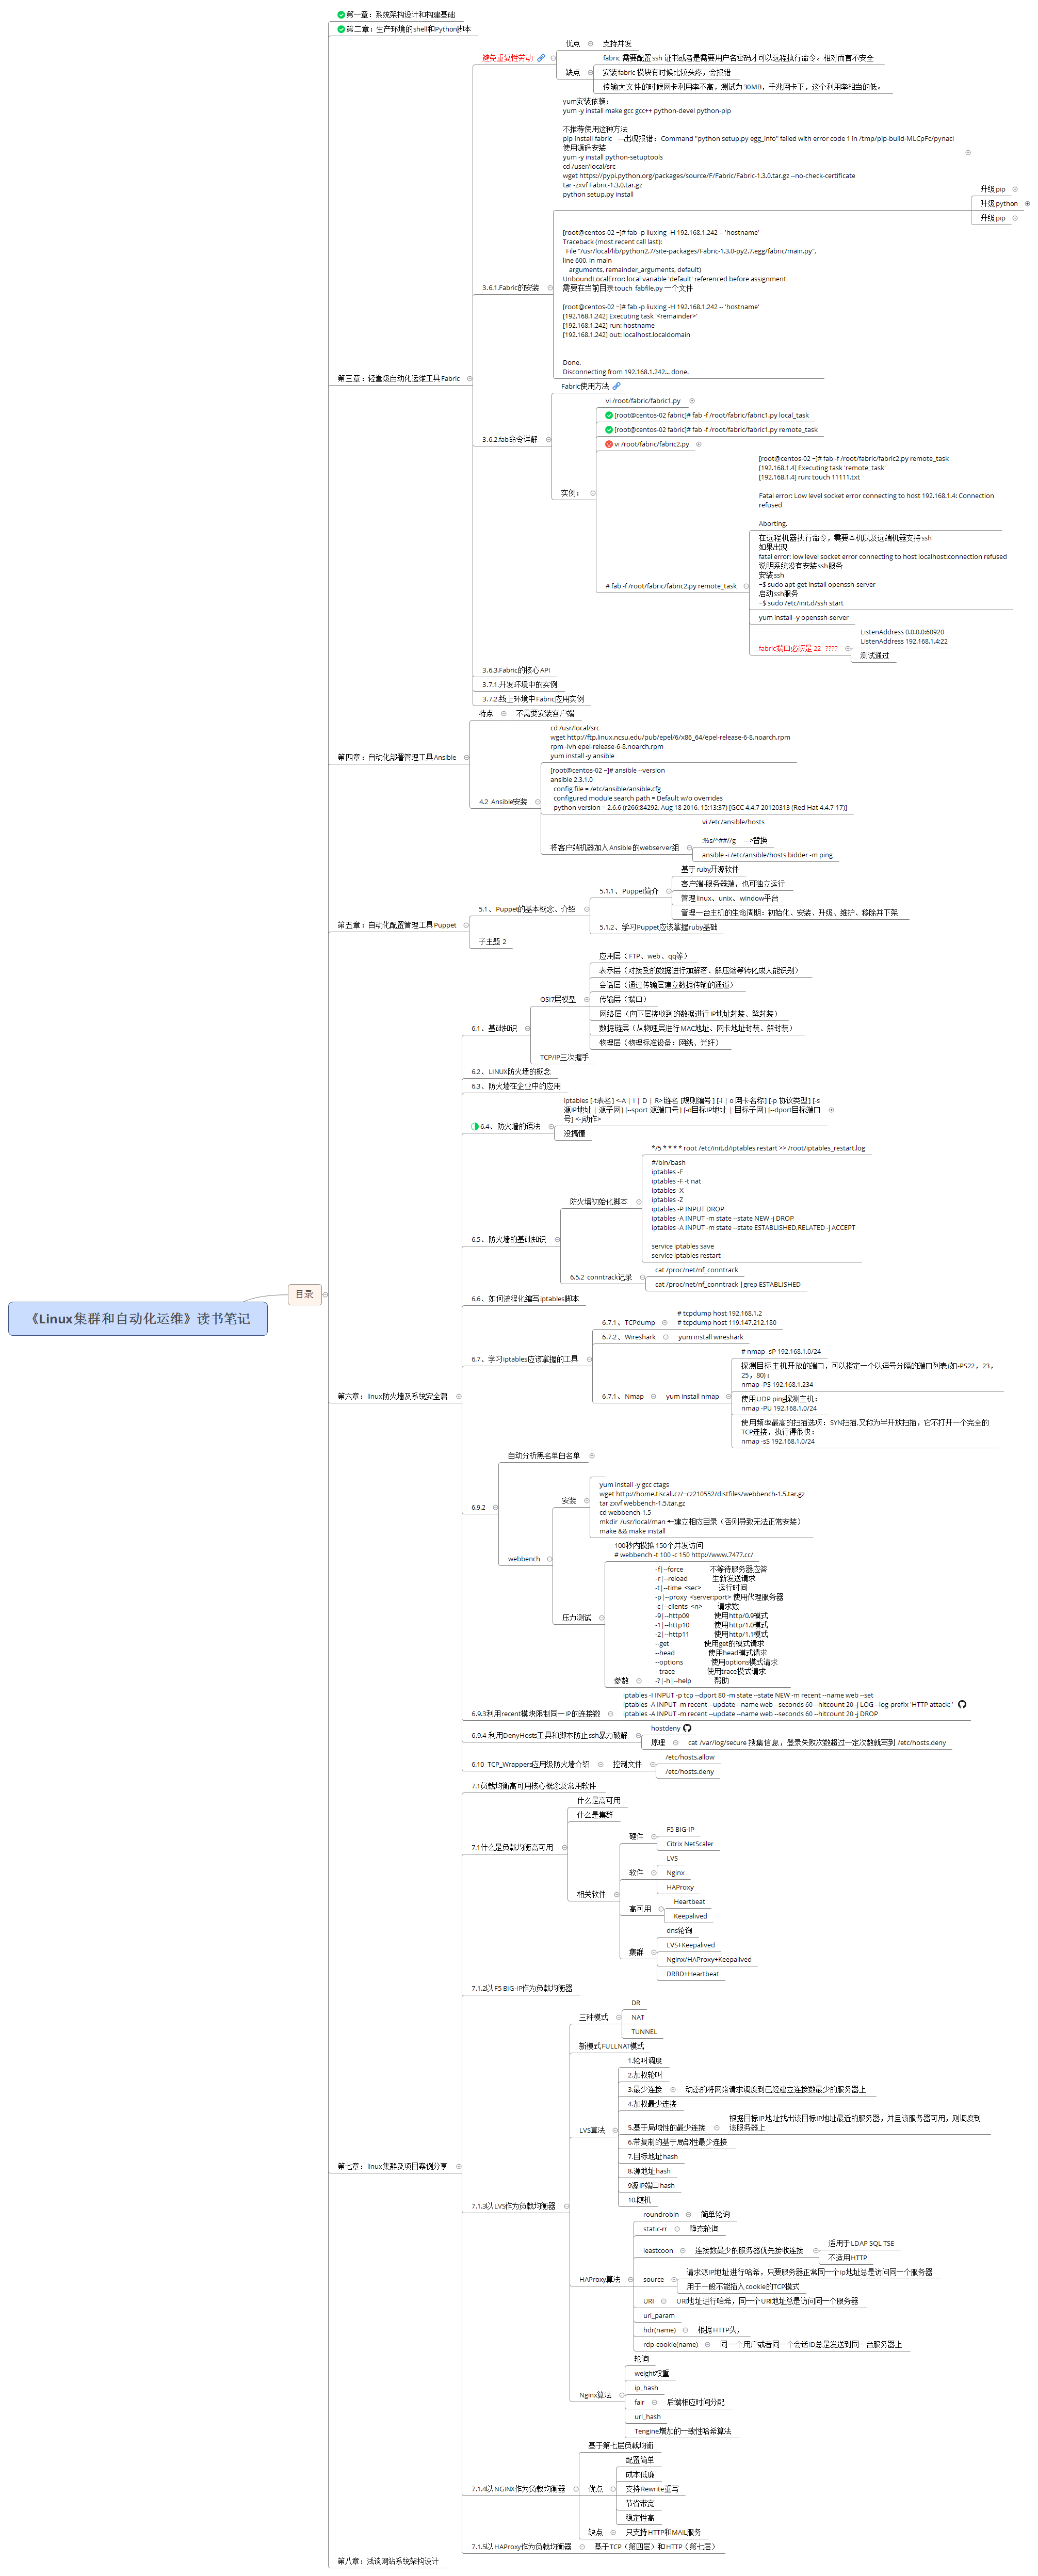 《Linux集群和自动化运维》读书笔记
目录
第一章：系统架构设计和构建基础
第二章：生产环境的shell和Python脚本
第三章：轻量级自动化运维工具Fabric
避免重复性劳动
优点
支持并发
缺点
fabric 需要配置 ssh 证书或者是需要用户名密码才可以远程执行命令。相对而言不安全
安装 fabric 模块有时候比较头疼，会报错
传输大文件的时候网卡利用率不高，测试为 30MB，千兆网卡下，这个利用率相当的低。
3.6.1.Fabric的安装
yum安装依赖：
yum -y install make gcc gcc++ python-devel python-pip
不推荐使用这种方法
pip install fabric —出现报错：Command "python setup.py egg_info" failed with error code 1 in /tmp/pip-build-MLCpFc/pynacl
使用源码安装
yum -y install python-setuptools
cd /user/local/src
wget https://pypi.python.org/packages/source/F/Fabric/Fabric-1.3.0.tar.gz --no-check-certificate
tar -zxvf Fabric-1.3.0.tar.gz
python setup.py install
升级 pip
升级 python
升级 pip
[root@centos-02 ~]# fab -p liuxing -H 192.168.1.242 -- 'hostname'
Traceback (most recent call last):
File "/usr/local/lib/python2.7/site-packages/Fabric-1.3.0-py2.7.egg/fabric/main.py",
line 600, in main
arguments, remainder_arguments, default)
UnboundLocalError: local variable 'default' referenced before assignment
需要在当前目录 touch fabfile.py 一个文件
[root@centos-02 ~]# fab -p liuxing -H 192.168.1.242 -- 'hostname'
[192.168.1.242] Executing task '<remainder>'
[192.168.1.242] run: hostname
[192.168.1.242] out: localhost.localdomain
Done.
Disconnecting from 192.168.1.242... done.
3.6.2.fab命令详解
Fabric使用方法
实例：
vi /root/fabric/fabric1.py
[root@centos-02 fabric]# fab -f /root/fabric/fabric1.py local_task
[root@centos-02 fabric]# fab -f /root/fabric/fabric1.py remote_task
vi /root/fabric/fabric2.py
# fab -f /root/fabric/fabric2.py remote_task
[root@centos-02 ~]# fab -f /root/fabric/fabric2.py remote_task
[192.168.1.4] Executing task 'remote_task'
[192.168.1.4] run: touch 11111.txt
Fatal error: Low level socket error connecting to host 192.168.1.4: Connection
refused
Aborting.
在远程机器执行命令，需要本机以及远端机器支持 ssh
如果出现
fatal error: low level socket error connecting to host localhost:connection refused
说明系统没有安装 ssh服务
安装 ssh
~$ sudo apt-get install openssh-server
启动 ssh服务
~$ sudo /etc/init.d/ssh start
yum install -y openssh-server
fabric端口必须是 22 ????
ListenAddress 0.0.0.0:60920
ListenAddress 192.168.1.4:22
测试通过
3.6.3.Fabric的核心 API
3.7.1.开发环境中的实例
3.7.2.线上环境中 Fabric应用实例
第四章：自动化部署管理工具Ansible
特点
不需要安装客户端
4.2 Ansible安装
cd /usr/local/src
wget http://ftp.linux.ncsu.edu/pub/epel/6/x86_64/epel-release-6-8.noarch.rpm
rpm -ivh epel-release-6-8.noarch.rpm
yum install -y ansible
[root@centos-02 ~]# ansible --version
ansible 2.3.1.0
config file = /etc/ansible/ansible.cfg
configured module search path = Default w/o overrides
python version = 2.6.6 (r266:84292, Aug 18 2016, 15:13:37) [GCC 4.4.7 20120313 (Red Hat 4.4.7-17)]
将客户端机器加入 Ansible 的webserver组
vi /etc/ansible/hosts
:%s/^##//g --->替换
ansible -i /etc/ansible/hosts bidder -m ping
第五章：自动化配置管理工具Puppet
5.1、Puppet的基本概念、介绍
5.1.1、Puppet简介
基于 ruby开源软件
客户端-服务器端，也可独立运行
管理 linux、unix、window平台
管理一台主机的生命周期：初始化、安装、升级、维护、移除并下架
5.1.2、学习Puppet应该掌握 ruby基础
子主题 2
第六章：linux防火墙及系统安全篇
6.1、基础知识
OSI7层模型
应用层（ FTP、web、qq等）
表示层（对接受的数据进行加解密、解压缩等转化成人能识别）
会话层（通过传输层建立数据传输的通道）
传输层（端口）
网络层（向下层接收到的数据进行 IP地址封装、解封装）
数据链层（从物理层进行 MAC地址、网卡地址封装、解封装）
物理层（物理标准设备：网线、光纤）
TCP/IP三次握手
6.2、LINUX防火墙的概念
6.3、防火墙在企业中的应用
6.4、防火墙的语法
iptables [-t表名] <-A | I | D | R> 链名 [规则编号] [-i | o 网卡名称] [-p 协议类型] [-s
源IP地址 | 源子网] [--sport 源端口号] [-d目标IP地址 | 目标子网] [--dport目标端口
号] <-j动作>
没搞懂
6.5、防火墙的基础知识
防火墙初始化脚本
*/5 * * * * root /etc/init.d/iptables restart >> /root/iptables_restart.log
#/bin/bash
iptables -F
iptables -F -t nat
iptables -X
iptables -Z
iptables -P INPUT DROP
iptables -A INPUT -m state --state NEW -j DROP
iptables -A INPUT -m state --state ESTABLISHED,RELATED -j ACCEPT
service iptables save
service iptables restart
6.5.2 conntrack记录
cat /proc/net/nf_conntrack
cat /proc/net/nf_conntrack |grep ESTABLISHED
6.6、如何流程化编写iptables脚本
6.7、学习iptables应该掌握的工具
6.7.1、TCPdump
# tcpdump host 192.168.1.2
# tcpdump host 119.147.212.180
6.7.2、Wireshark
yum install wireshark
6.7.1、Nmap
yum install nmap
# nmap -sP 192.168.1.0/24
探测目标主机开放的端口，可以指定一个以逗号分隔的端口列表(如-PS22，23，
25，80)：
nmap -PS 192.168.1.234
使用UDP ping探测主机：
nmap -PU 192.168.1.0/24
使用频率最高的扫描选项：SYN扫描,又称为半开放扫描，它不打开一个完全的
TCP连接，执行得很快：
nmap -sS 192.168.1.0/24
6.9.2
自动分析黑名单白名单
webbench
安装
yum install -y gcc ctags
wget http://home.tiscali.cz/~cz210552/distfiles/webbench-1.5.tar.gz
tar zxvf webbench-1.5.tar.gz
cd webbench-1.5
mkdir /usr/local/man ←建立相应目录（否则导致无法正常安装）
make && make install
压力测试
100秒内模拟 150个并发访问
# webbench -t 100 -c 150 http://www.7477.cc/
参数
-f|--force 不等待服务器应答
-r|--reload 生新发送请求
-t|--time <sec> 运行时间
-p|--proxy <server:port> 使用代理服务器
-c|--clients <n> 请求数
-9|--http09 使用http/0.9模式
-1|--http10 使用http/1.0模式
-2|--http11 使用http/1.1模式
--get 使用get的模式请求
--head 使用head模式请求
--options 使用options模式请求
--trace 使用trace模式请求
-?|-h|--help 帮助
6.9.3利用recent模块限制同一IP的连接数
iptables -I INPUT -p tcp --dport 80 -m state --state NEW -m recent --name web --set
iptables -A INPUT -m recent --update --name web --seconds 60 --hitcount 20 -j LOG --log-prefix 'HTTP attack: '
iptables -A INPUT -m recent --update --name web --seconds 60 --hitcount 20 -j DROP
6.9.4 利用DenyHosts工具和脚本防止ssh暴力破解
hostdeny
原理
cat /var/log/secure 搜集信息，登录失败次数超过一定次数就写到 /etc/hosts.deny
6.10 TCP_Wrappers应用级防火墙介绍
控制文件
/etc/hosts.allow
/etc/hosts.deny
第七章：linux集群及项目案例分享
7.1负载均衡高可用核心概念及常用软件
7.1什么是负载均衡高可用
什么是高可用
什么是集群
相关软件
硬件
F5 BIG-IP
Citrix NetScaler
软件
LVS
Nginx
HAProxy
高可用
Heartbeat
Keepalived
集群
dns轮询
LVS+Keepalived
Nginx/HAProxy+Keepalived
DRBD+Heartbeat
7.1.2以F5 BIG-IP作为负载均衡器
7.1.3以LVS作为负载均衡器
三种模式
DR
NAT
TUNNEL
新模式 FULLNAT模式
LVS算法
1.轮叫调度
2.加权轮叫
3.最少连接
动态的将网络请求调度到已经建立连接数最少的服务器上
4.加权最少连接
5.基于局域性的最少连接
根据目标IP地址找出该目标IP地址最近的服务器，并且该服务器可用，则调度到
该服务器上
6.带复制的基于局部性最少连接
7.目标地址hash
8.源地址hash
9源IP端口hash
10.随机
HAProxy算法
roundrobin
简单轮询
static-rr
静态轮询
leastcoon
连接数最少的服务器优先接收连接
适用于 LDAP SQL TSE
不适用 HTTP
source
请求源IP地址进行哈希，只要服务器正常同一个ip地址总是访问同一个服务器
用于一般不能插入cookie的TCP模式
URI
URI地址进行哈希，同一个URI地址总是访问同一个服务器
url_param
hdr(name)
根据HTTP头，
rdp-cookie(name)
同一个用户或者同一个会话ID总是发送到同一台服务器上
Nginx算法
轮询
weight权重
ip_hash
fair
后端相应时间分配
url_hash
Tengine增加的一致性哈希算法
7.1.4以NGINX作为负载均衡器
基于第七层负载均衡
优点
配置简单
成本低廉
支持Rewrite重写
节省带宽
稳定性高
缺点
只支持HTTP和MAIL服务
7.1.5以HAProxy作为负载均衡器
基于TCP（第四层）和 HTTP（第七层）
第八章：浅谈网站系统架构设计